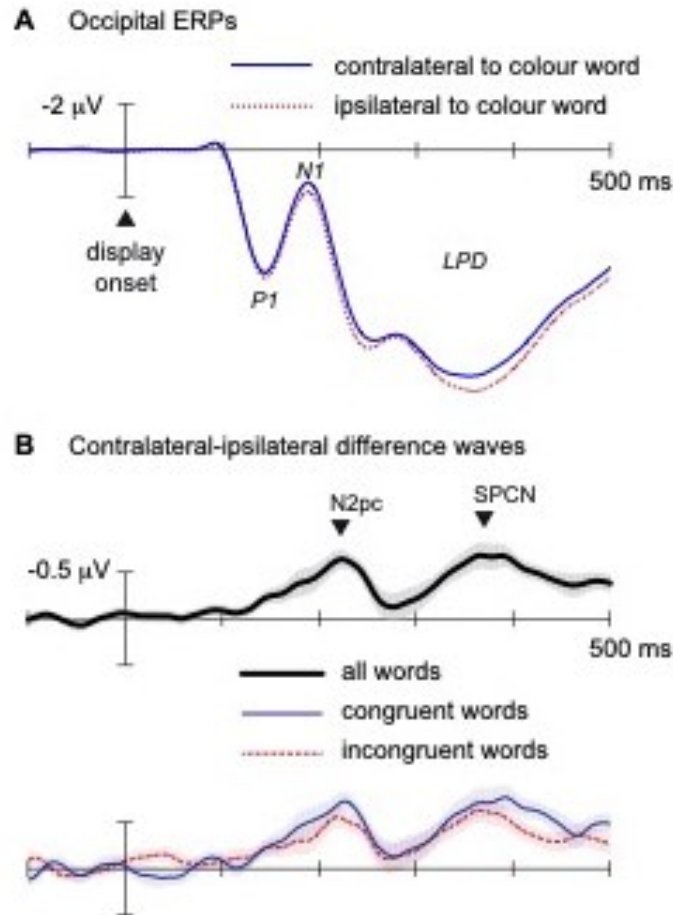 A Occipital ERPs
contralateral to colour word
ipsilateral to colour word
-2 μV
N1
500 ms
display
onset
P1
LPD
B Contralateral-ipsilateral difference waves
N2pc
SPCN
-0.5 μV
500 ms
all words
congruent words
incongruent words